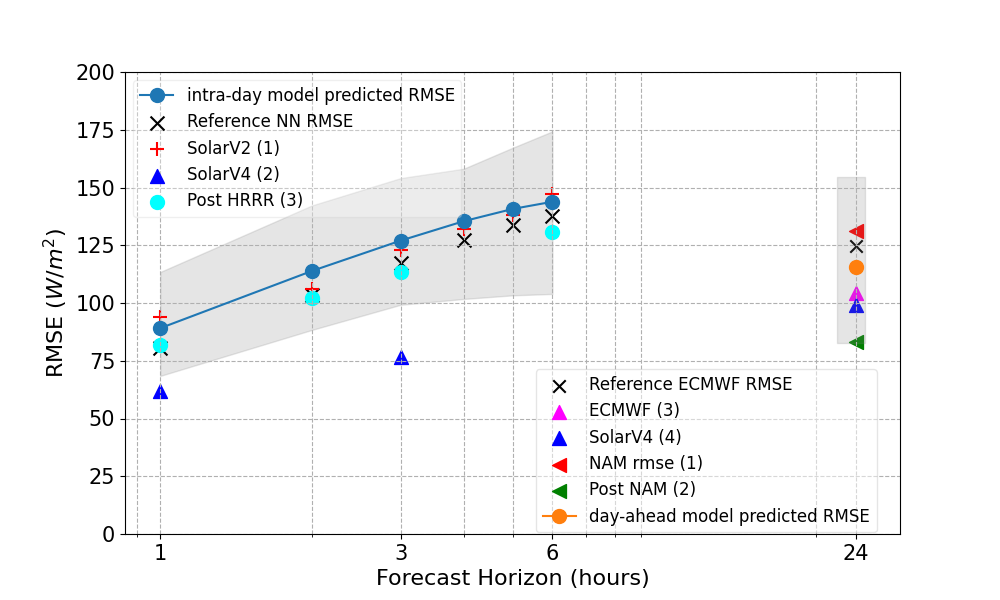 200
175
150
125
100
75
50
25
0
RMSE (W/m²)
intra-day model predicted RMSE
Reference NN RMSE
SolarV2 (1)
SolarV4 (2)
Post HRRR (3)
Reference ECMWF RMSE
ECMWF (3)
SolarV4 (4)
NAM rmse (1)
Post NAM (2)
day-ahead model predicted RMSE
1 3 6 24
Forecast Horizon (hours)